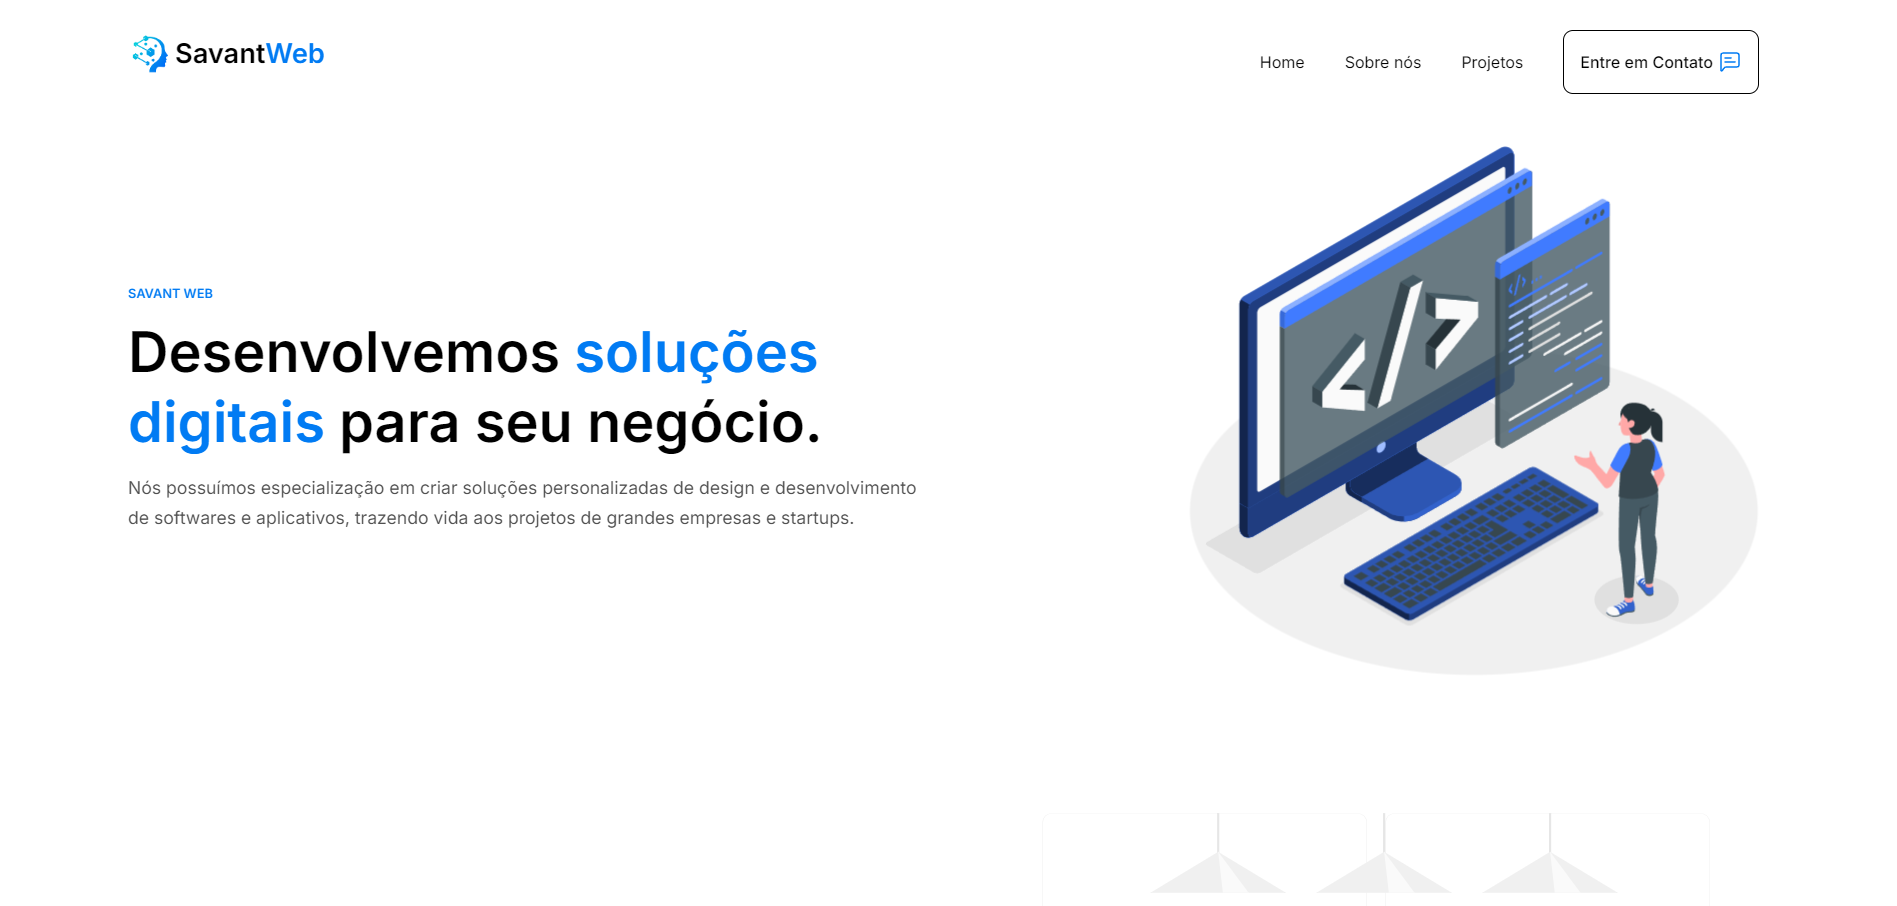 SavantWeb
Home
Sobre nós
Projetos
Entre em Contato
SAVANT WEB
Desenvolvemos soluções
digitais para seu negócio.
Nós possuímos especialização em criar soluções personalizadas de design e desenvolvimento
de softwares e aplicativos, trazendo vida aos projetos de grandes empresas e startups.